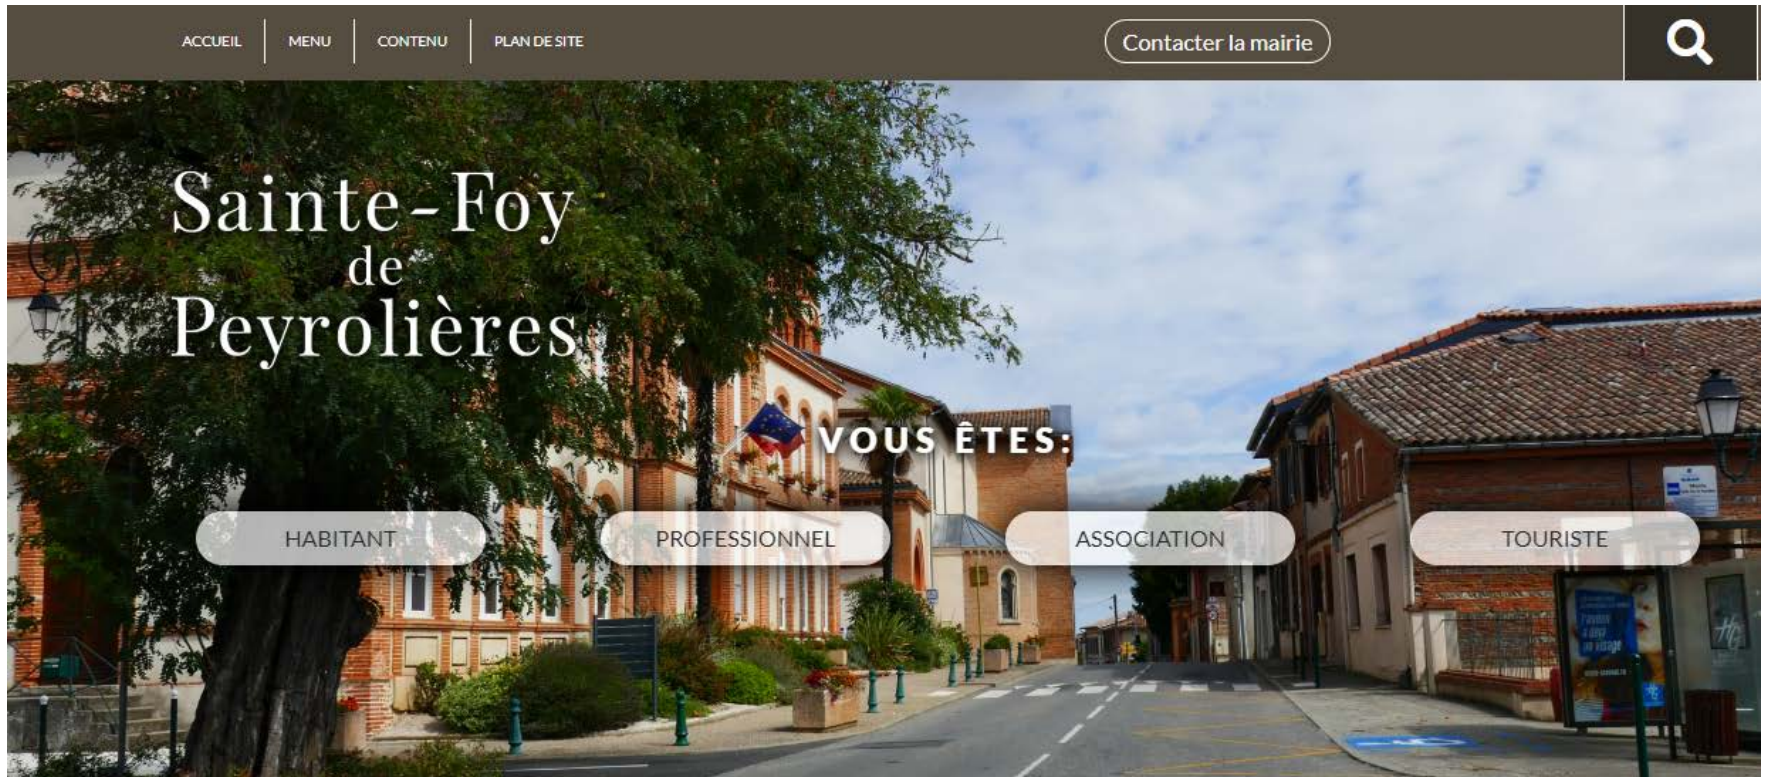 ACCUEIL
MENU
CONTENU
PLAN DE SITE
Contacter la mairie
Sainte-Foy
de
Peyrolières
VOUS ÊTES:
HABITANT
PROFESSIONNEL
ASSOCIATION
TOURISTE